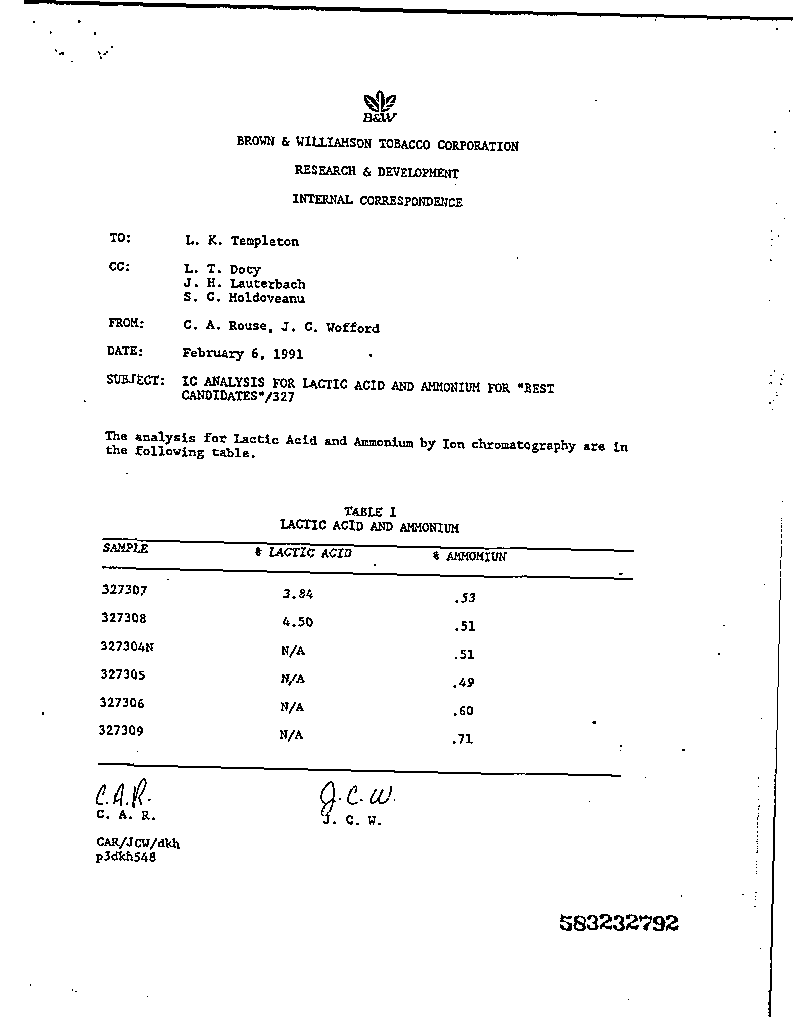 B&W
BROWN & WILLIAMSON TOBACCO CORPORATION
RESEARCH & DEVELOPMENT
INTERNAL CORRESPONDENCE
TO: L. K. Templeton
CC: L. T. Doty
J. H. Lauterbach
S. C. Moldoveanu
FROM: C. A. Rouse, J. C. Wofford
DATE: February 6, 1991
SUBJECT: IC ANALYSIS FOR LACTIC ACID AND AMMONIUM FOR "BEST
CANDIDATES"/327
The analysis for Lactic Acid and Ammonium by Ion chromatography are in
the following table.
TABLE I
LACTIC ACID AND AMMONIUM
SAMPLE % LACTIC ACID % AMMOMIUN
327307 3.84 .53
327308 4.50 .51
327304N N/A .51
327305 N/A .49
327306 N/A .60
327309 N/A .71
C.A.R. J.C.W.
C. A. R. J. C. W.
CAR/JCW/dkh
p3dkh548
583232792